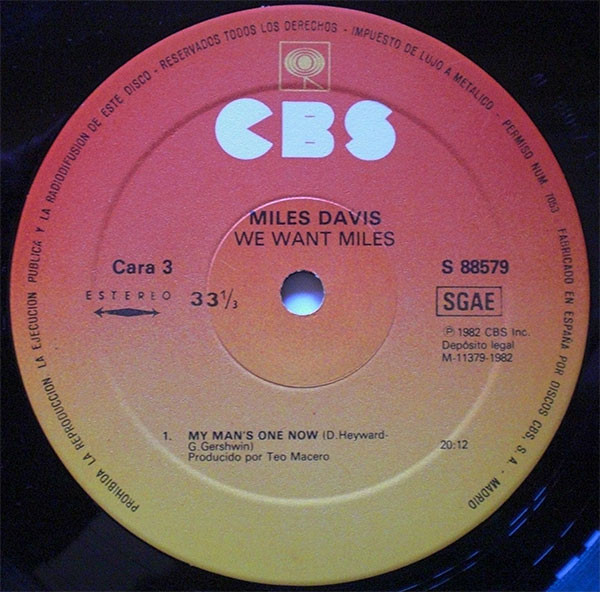 PROHIBIDA LA REPRODUCCION LA EJECUCION PUBLICA Y LA RADIODIFUSION DE ESTE DISCO - RESERVADOS TODOS LOS DERECHOS - IMPUESTO DE LUJO A METALICO - PERMISO NUM. 7053 - FABRICADO EN ESPAÑA POR DISCOS CBS, S. A. - MADRID
CBS
MILES DAVIS
WE WANT MILES
Cara 3
S 88579
ESTEREO
33 1/3
SGAE
Ⓟ 1982 CBS Inc.
Depósito legal
M-11379-1982
1. MY MAN'S ONE NOW (D.Heyward-
G.Gershwin) 20:12
Producido por Teo Macero